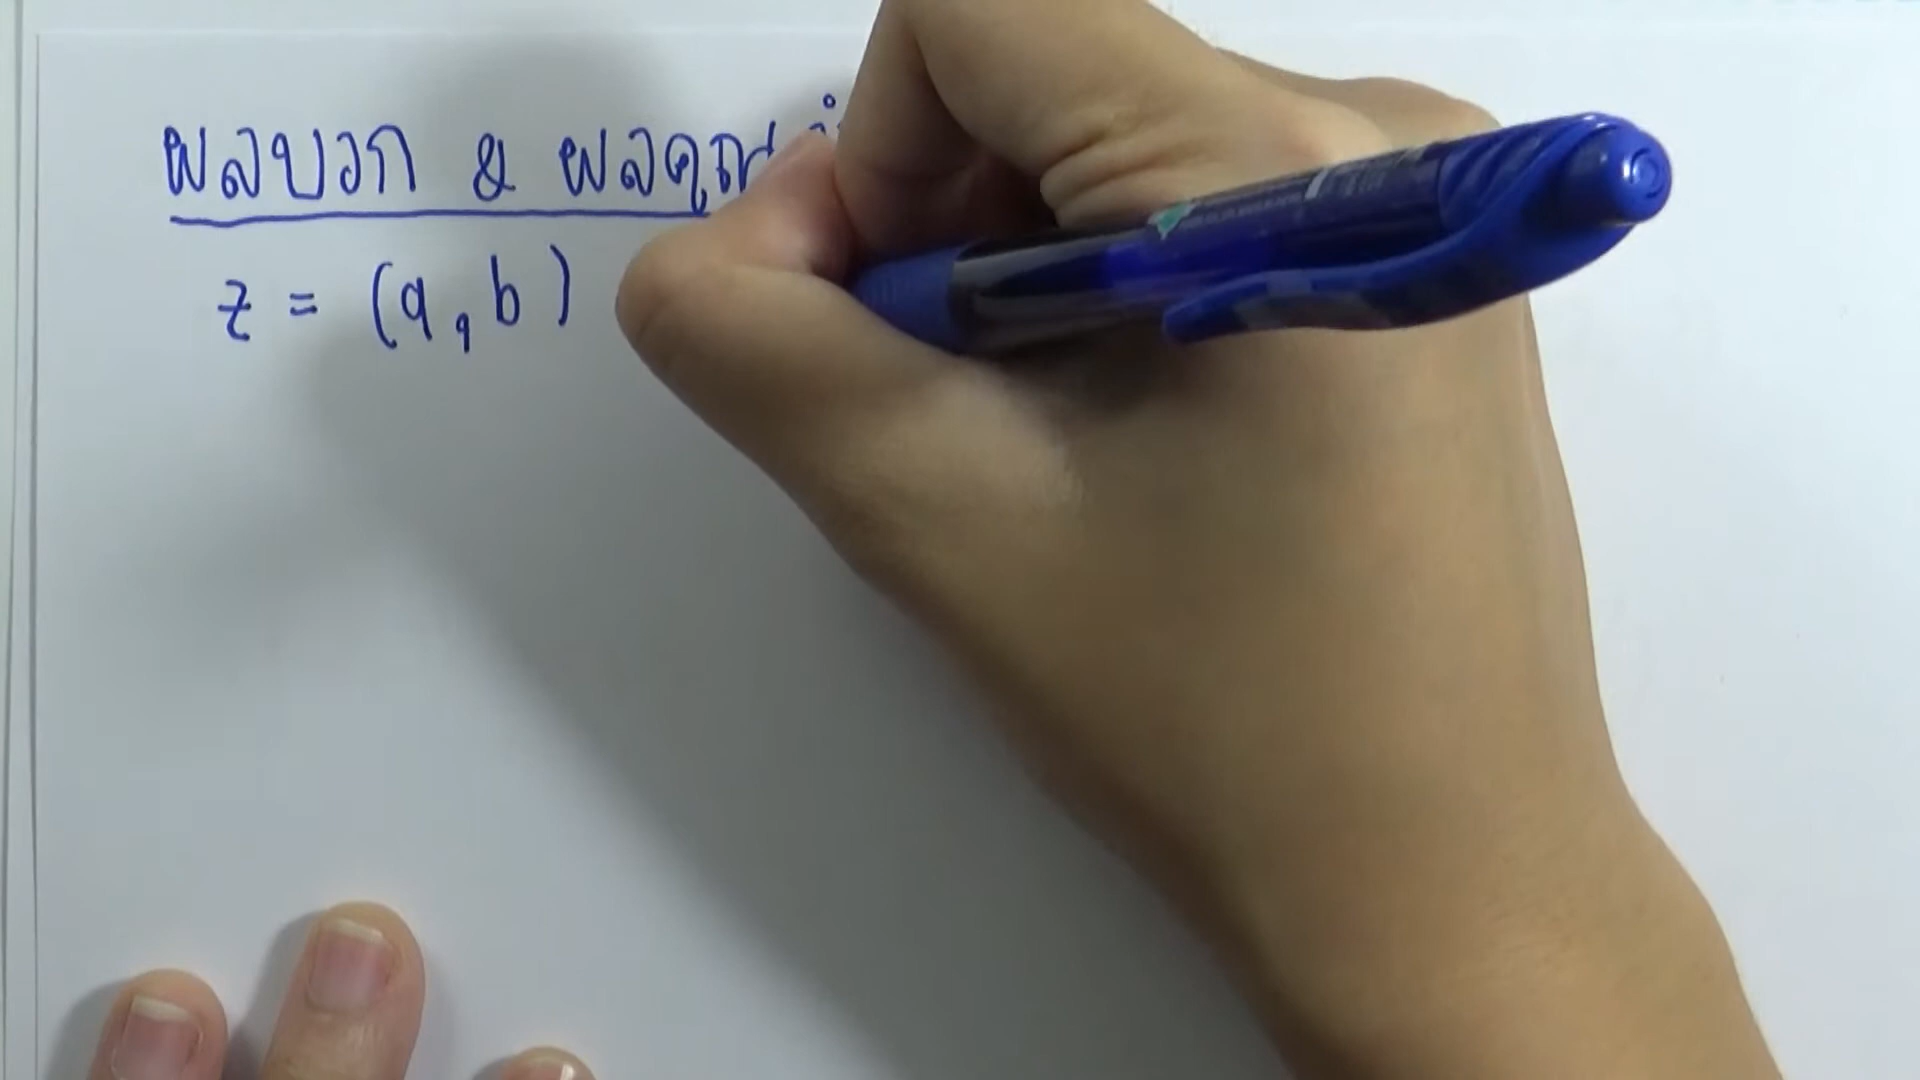 ผลบวก & ผลคูณ
z = (a, b)